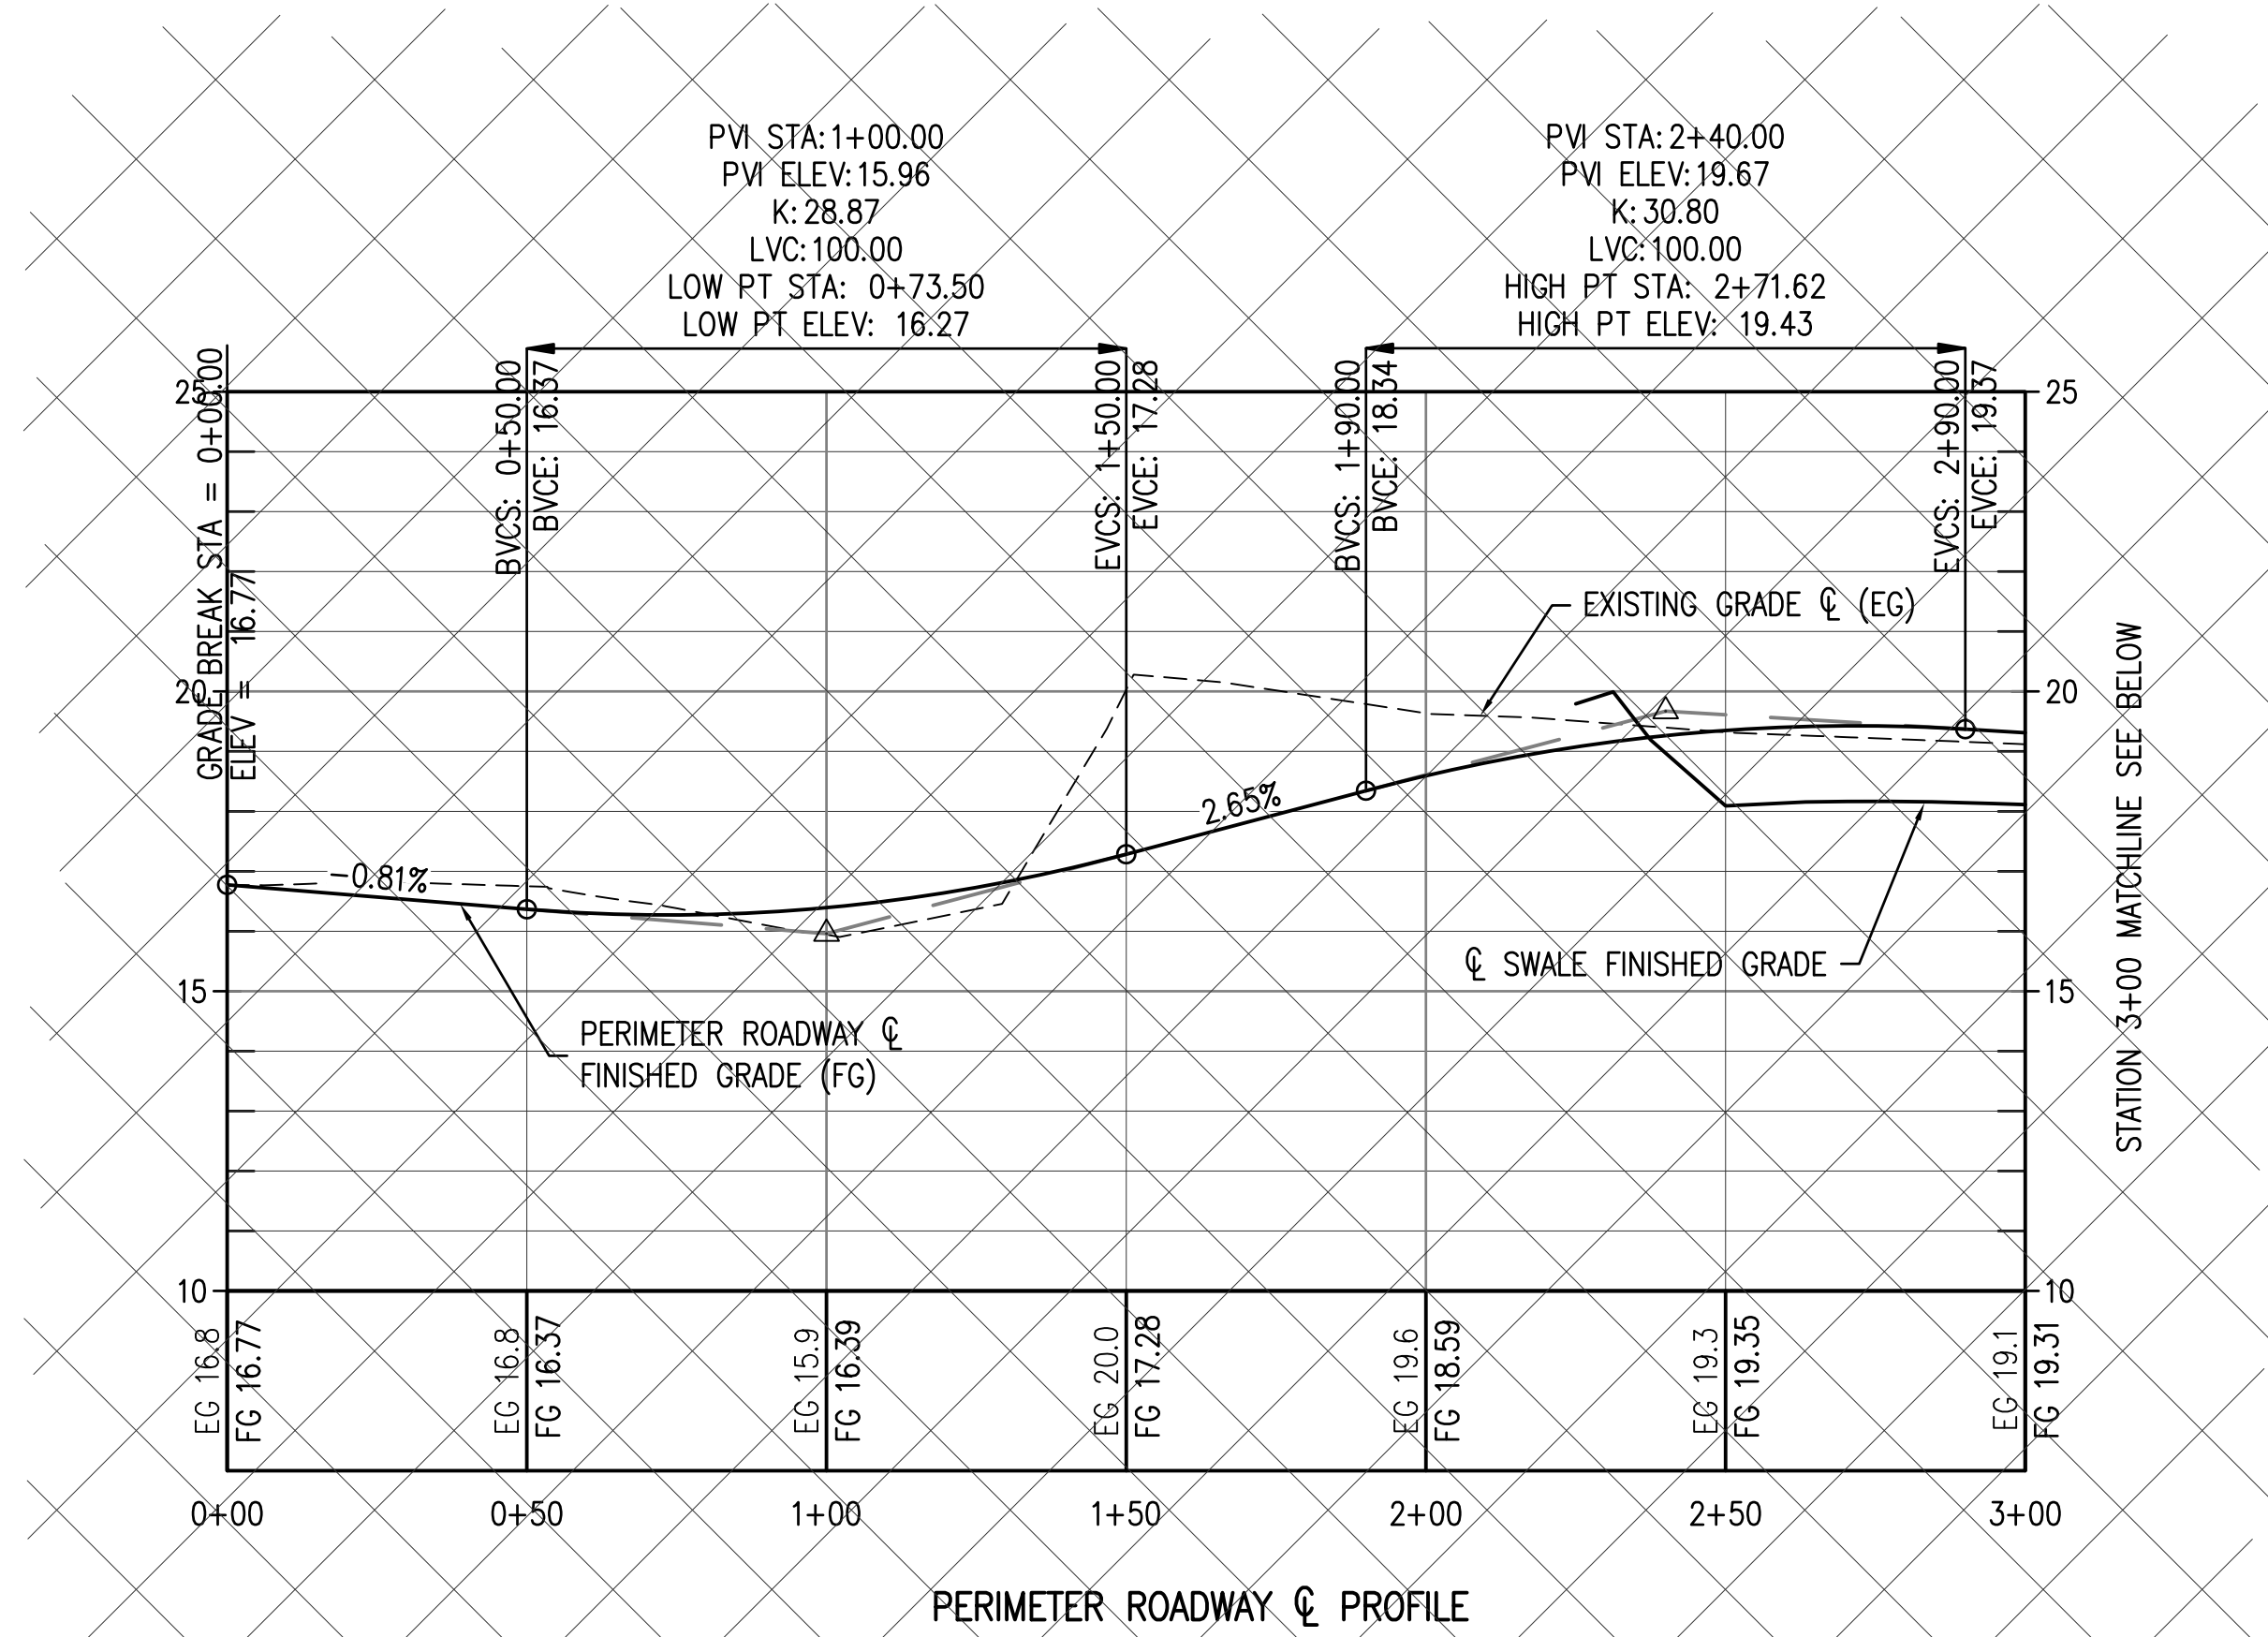 PVI STA:1+00.00
PVI ELEV:15.96
K:28.87
LVC:100.00
LOW PT STA: 0+73.50
LOW PT ELEV: 16.27
PVI STA:2+40.00
PVI ELEV:19.67
K:30.80
LVC:100.00
HIGH PT STA: 2+71.62
HIGH PT ELEV: 19.43
GRADE BREAK STA = 0+00.00
ELEV = 16.77
BVCS: 0+50.00
BVCE: 16.37
EVCS: 1+50.00
EVCE: 17.28
BVCS: 1+90.00
BVCE: 18.34
EVCS: 2+90.00
EVCE: 19.37
25
20
15
10
25
20
15
10
EXISTING GRADE ℄ (EG)
-0.81%
2.65%
℄ SWALE FINISHED GRADE
PERIMETER ROADWAY ℄
FINISHED GRADE (FG)
STATION 3+00 MATCHLINE SEE BELOW
EG 16.8
FG 16.77
EG 16.8
FG 16.37
EG 15.9
FG 16.39
EG 20.0
FG 17.28
EG 19.6
FG 18.59
EG 19.3
FG 19.35
EG 19.1
FG 19.31
0+00 0+50 1+00 1+50 2+00 2+50 3+00
PERIMETER ROADWAY ℄ PROFILE